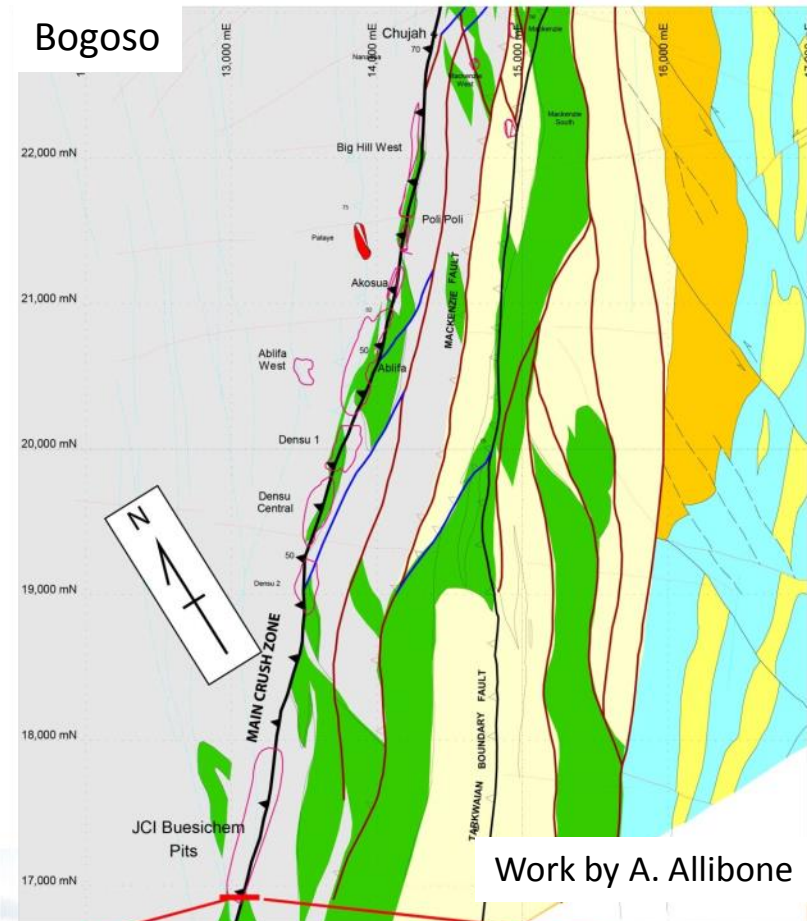 Bogoso
13,000 mE
14,000 mE
15,000 mE
16,000 mE
Chujah
70
Mackenzie
Mackenzie
West
Mackenzie
South
22,000 mN
Big Hill West
75
Poli Poli
Pataye
MACKENZIE FAULT
21,000 mN
Akosua
50
50
Ablifa
West
Ablifa
20,000 mN
Densu 1
Densu
Central
N
50
19,000 mN
Densu 2
MAIN CRUSH ZONE
TARKWAIAN BOUNDARY FAULT
18,000 mN
JCI Buesichem
Pits
17,000 mN
Work by A. Allibone